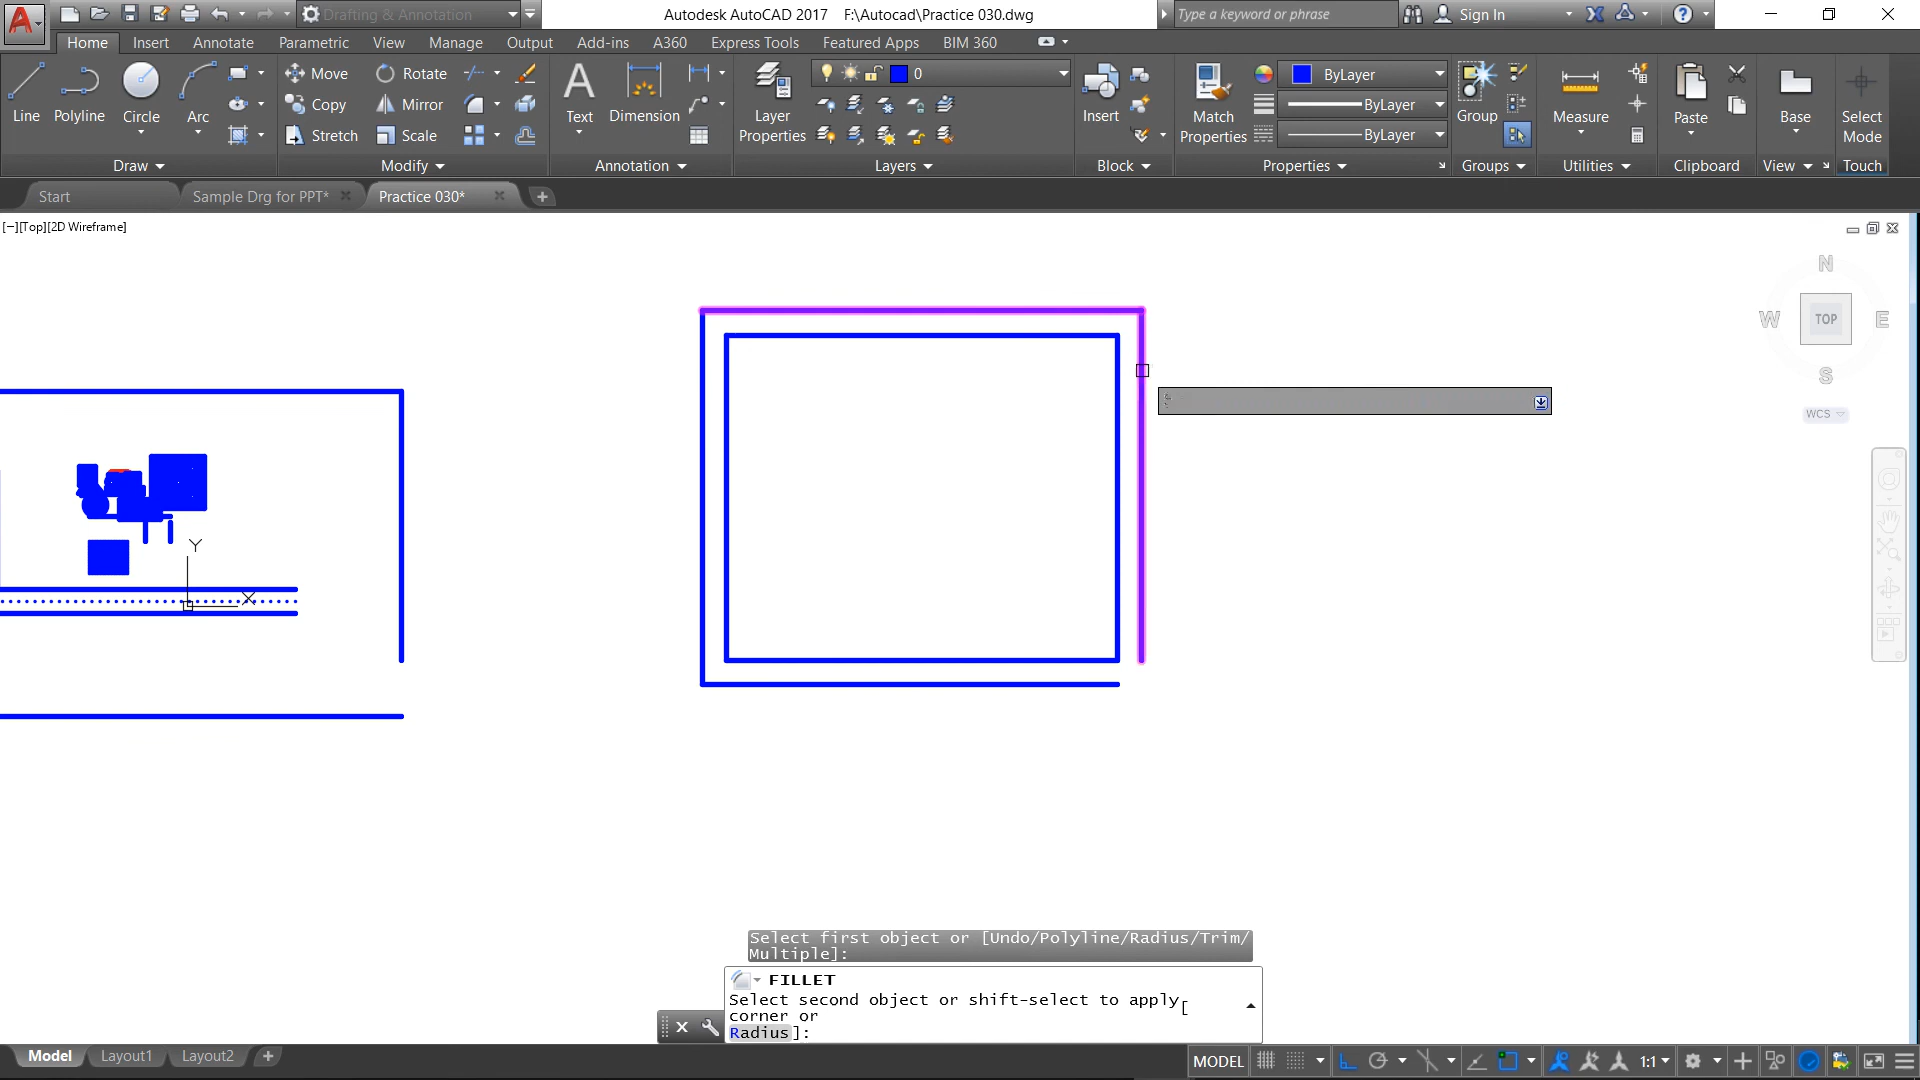 Drafting & Annotation
Autodesk AutoCAD 2017 F:\Autocad\Practice 030.dwg
Type a keyword or phrase
Sign In
Home Insert Annotate Parametric View Manage Output Add-ins A360 Express Tools Featured Apps BIM 360
Line Polyline Circle Arc
Move Rotate
Copy Mirror
Stretch Scale
Text Dimension
Layer Properties
0
Insert
Match Properties
ByLayer
ByLayer
ByLayer
Group
Measure
Paste
Base
Select Mode
Draw Modify Annotation Layers Block Properties Groups Utilities Clipboard View Touch
Start Sample Drg for PPT* Practice 030*
[−][Top][2D Wireframe]
N
W TOP E
S
WCS
Y
X
Select first object or [Undo/Polyline/Radius/Trim/
Multiple]:
FILLET
Select second object or shift-select to apply
corner or [
Radius]:
Model Layout1 Layout2
MODEL 1:1